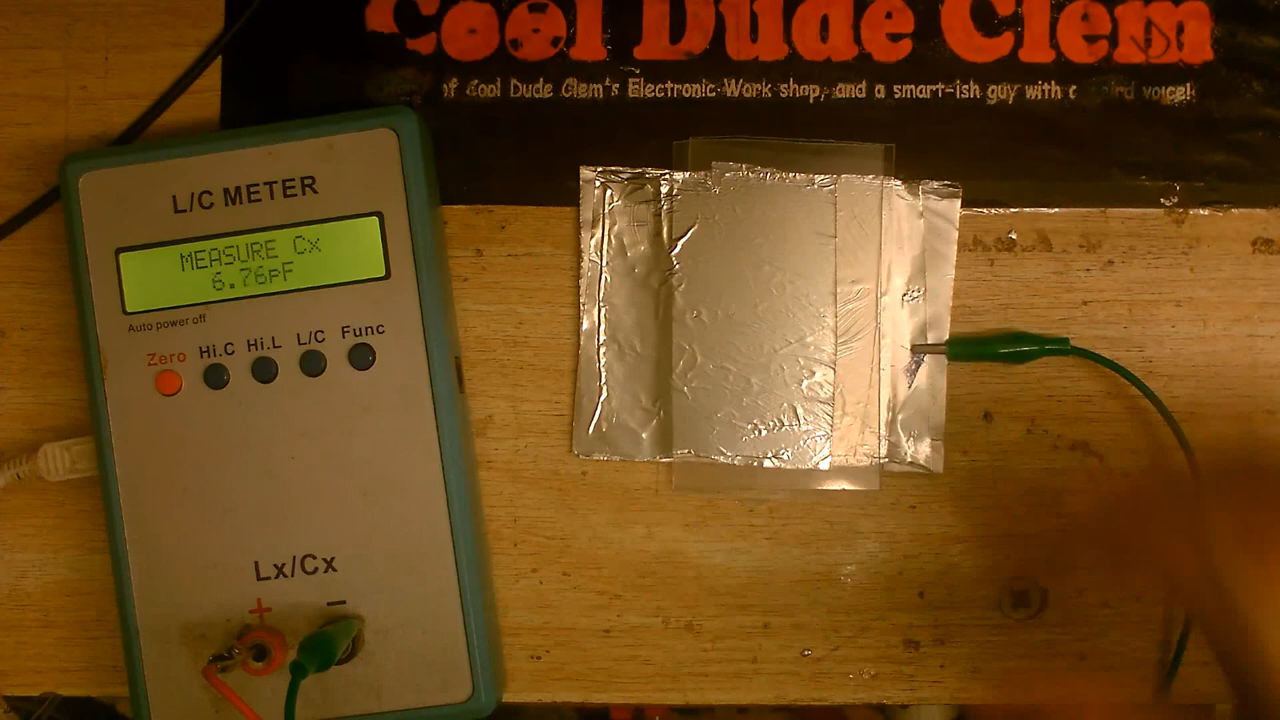 Cool Dude Clem
of Cool Dude Clem's Electronic Work shop, and a smart-ish guy with voice!
L/C METER
MEASURE Cx
6.76pF
Auto power off
Zero Hi.C Hi.L L/C Func
Lx/Cx
+ −